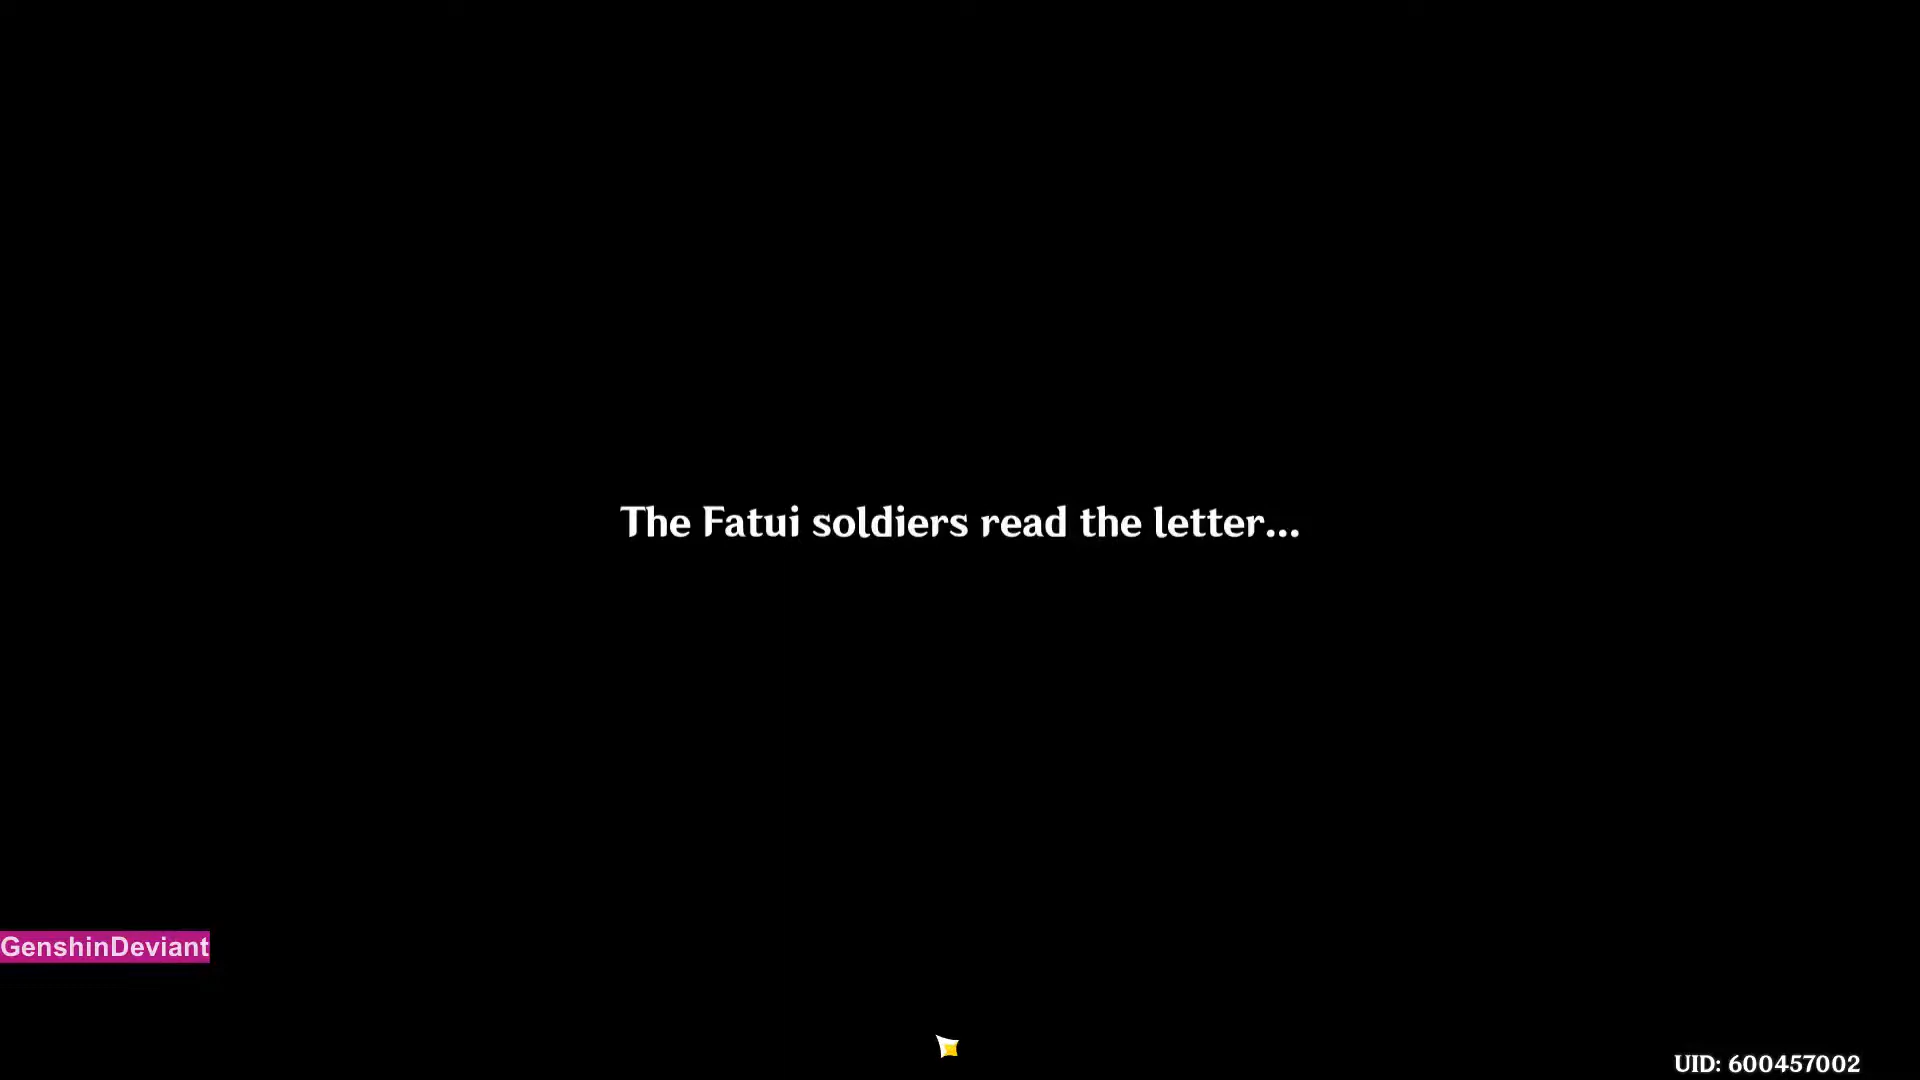 The Fatui soldiers read the letter...
GenshinDeviant
UID: 600457002